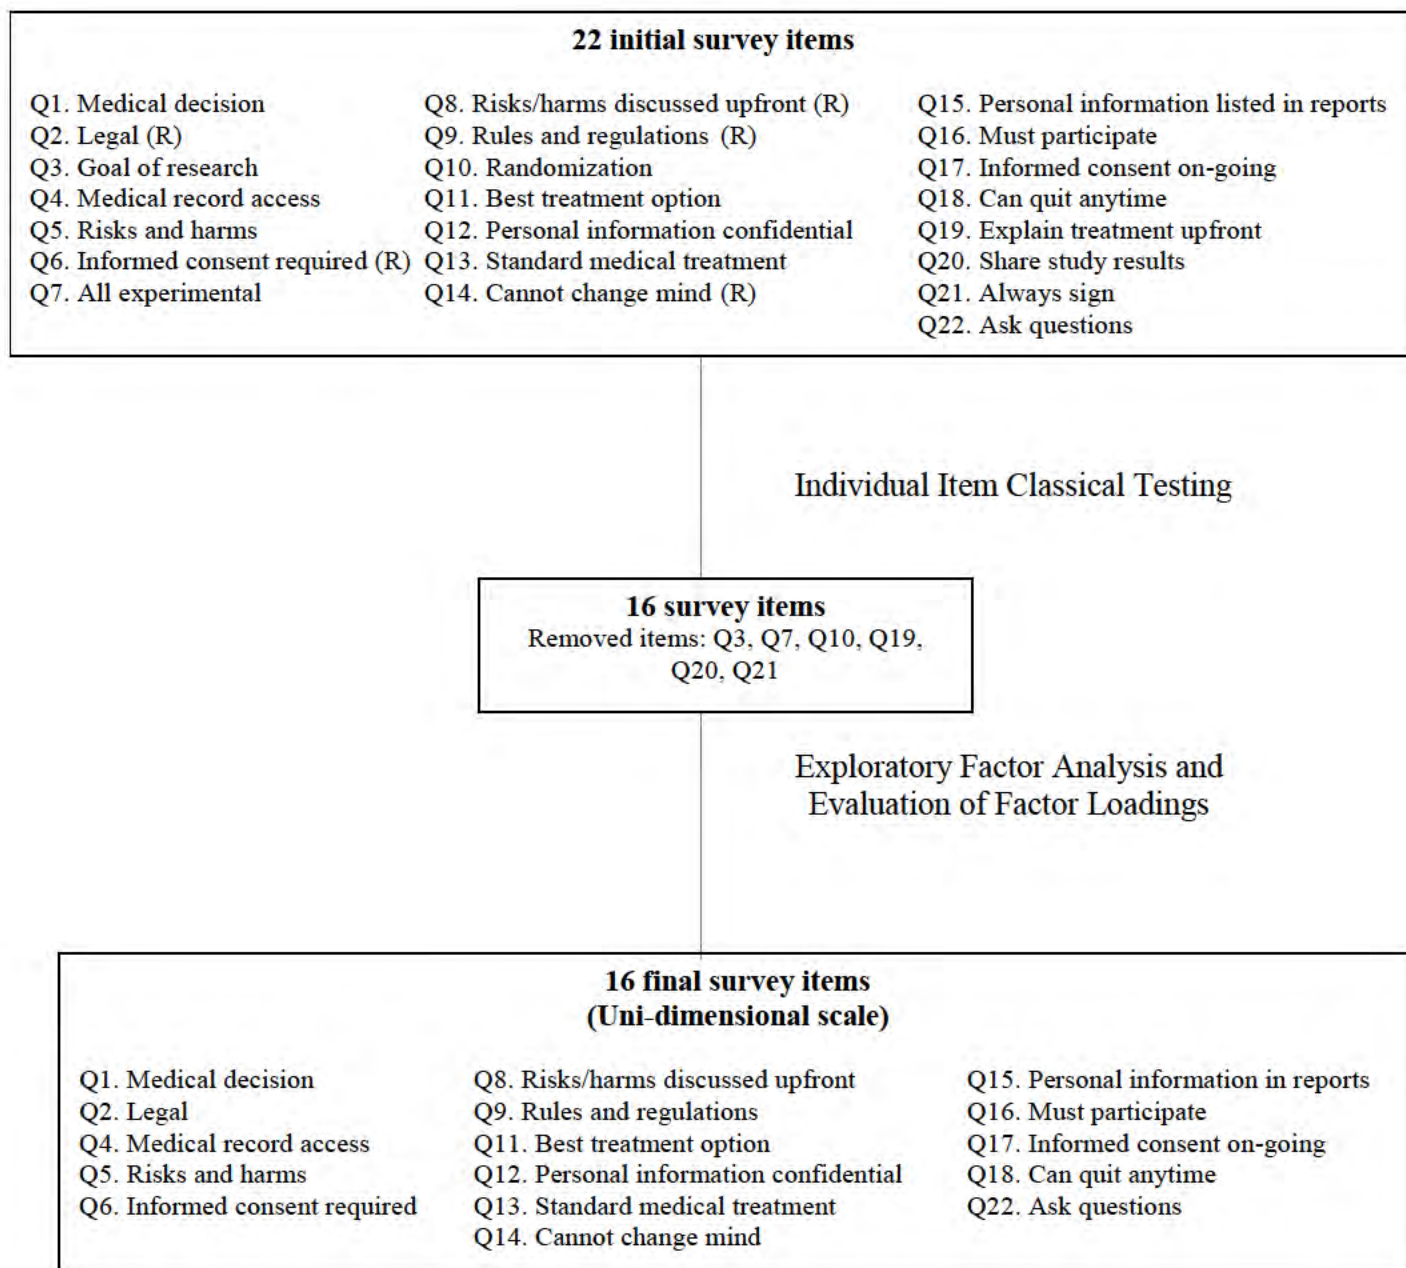 22 initial survey items
Q1. Medical decision
Q2. Legal (R)
Q3. Goal of research
Q4. Medical record access
Q5. Risks and harms
Q6. Informed consent required (R)
Q7. All experimental
Q8. Risks/harms discussed upfront (R)
Q9. Rules and regulations (R)
Q10. Randomization
Q11. Best treatment option
Q12. Personal information confidential
Q13. Standard medical treatment
Q14. Cannot change mind (R)
Q15. Personal information listed in reports
Q16. Must participate
Q17. Informed consent on-going
Q18. Can quit anytime
Q19. Explain treatment upfront
Q20. Share study results
Q21. Always sign
Q22. Ask questions
Individual Item Classical Testing
16 survey items
Removed items: Q3, Q7, Q10, Q19,
Q20, Q21
Exploratory Factor Analysis and
Evaluation of Factor Loadings
16 final survey items
(Uni-dimensional scale)
Q1. Medical decision
Q2. Legal
Q4. Medical record access
Q5. Risks and harms
Q6. Informed consent required
Q8. Risks/harms discussed upfront
Q9. Rules and regulations
Q11. Best treatment option
Q12. Personal information confidential
Q13. Standard medical treatment
Q14. Cannot change mind
Q15. Personal information in reports
Q16. Must participate
Q17. Informed consent on-going
Q18. Can quit anytime
Q22. Ask questions